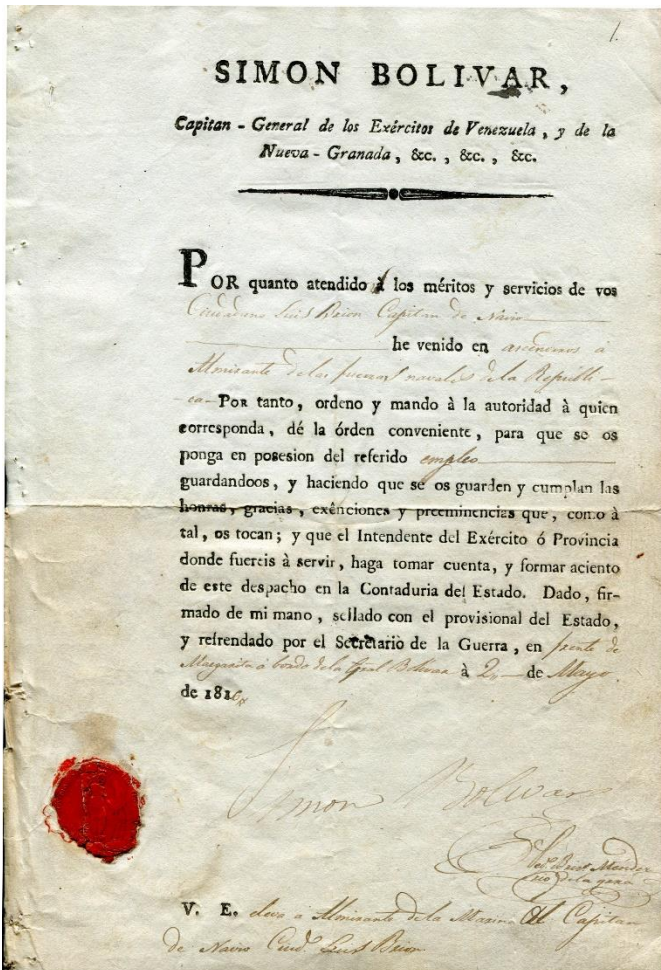 1.
SIMON BOLIVAR,
Capitan - General de los Exércitos de Venezuela, y de la
Nueva - Granada, &c., &c., &c.
POR quanto atendido à los méritos y servicios de vos
Ciudadano Luis Brion Capitan de Navio
he venido en ascenderos à
Almirante de las fuerzas navales de la Repúbli-
ca POR tanto, ordeno y mando à la autoridad à quien
corresponda, dé la órden conveniente, para que se os
ponga en posesion del referido empleo
guardandoos, y haciendo que se os guarden y cumplan las
honras, gracias, exênciones y preeminencias que, como à
tal, os tocan; y que el Intendente del Exército ó Provincia
donde fuereis à servir, haga tomar cuenta, y formar aciento
de este despacho en la Contaduria del Estado. Dado, fir-
mado de mi mano, sellado con el provisional del Estado,
y refrendado por el Secretario de la Guerra, en frente de
Margarita à bordo de la Gral Bolivar à 2 de Mayo
de 1816
Simon Bolivar
V. E. eleva à Almirante de la Marina al Capitan
de Navio Ciud. Luis Brion